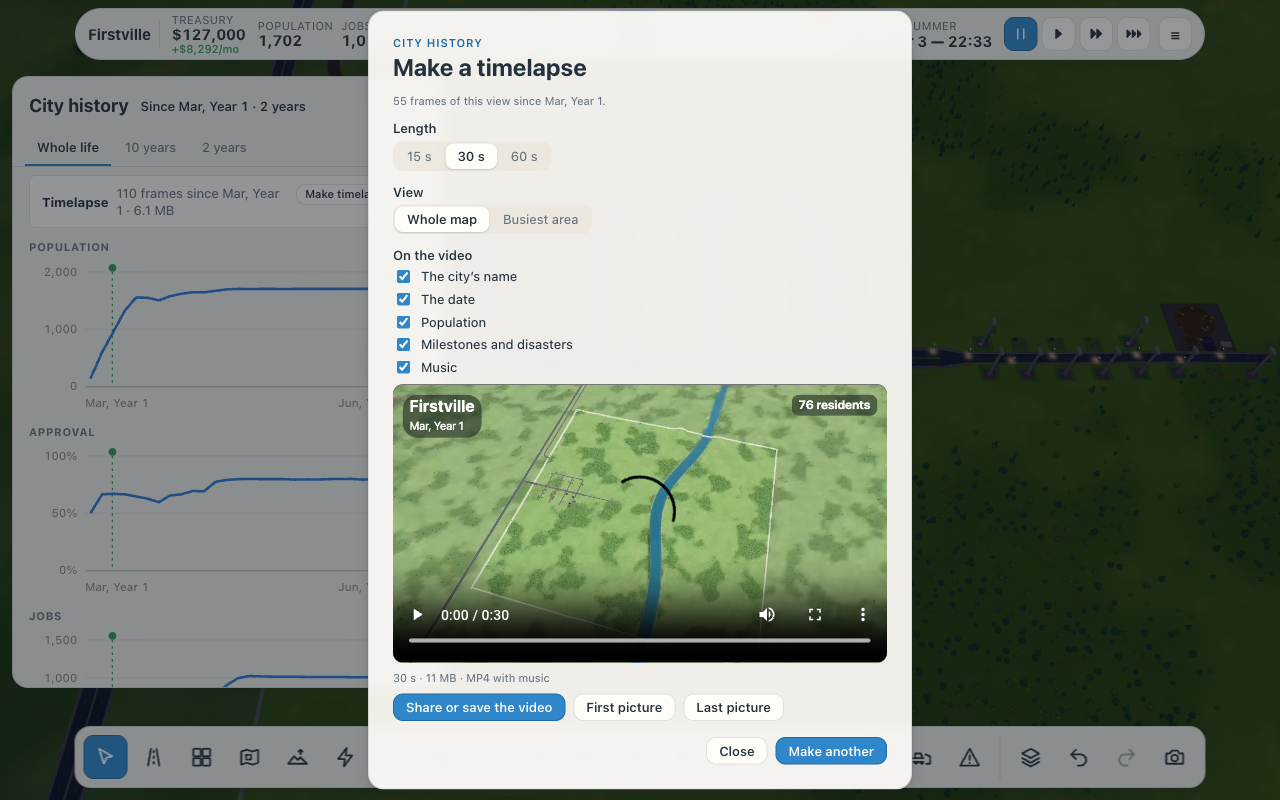 Firstville
TREASURY
$127,000
+$8,292/mo
POPULATION
1,702
JOBS
1,0
UMMER
3 — 22:33
City history
Since Mar, Year 1 · 2 years
Whole life
10 years
2 years
Timelapse
110 frames since Mar, Year
1 · 6.1 MB
Make timela
POPULATION
2,000
1,000
0
Mar, Year 1
Jun,
APPROVAL
100%
50%
0%
Mar, Year 1
Jun,
JOBS
1,500
1,000
CITY HISTORY
Make a timelapse
55 frames of this view since Mar, Year 1.
Length
15 s
30 s
60 s
View
Whole map
Busiest area
On the video
The city’s name
The date
Population
Milestones and disasters
Music
Firstville
Mar, Year 1
76 residents
0:00 / 0:30
30 s · 11 MB · MP4 with music
Share or save the video
First picture
Last picture
Close
Make another